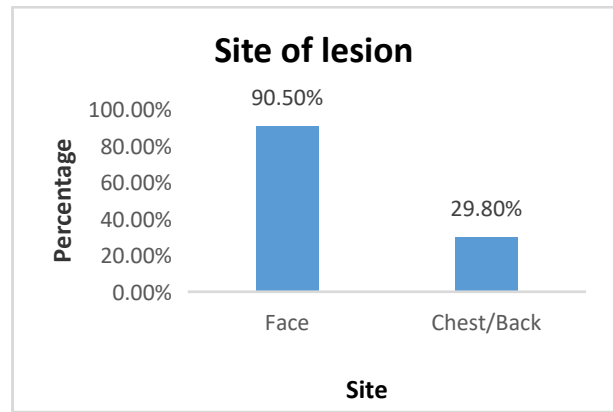 Site of lesion
90.50%
29.80%
100.00%
80.00%
60.00%
40.00%
20.00%
0.00%
Percentage
Face
Chest/Back
Site